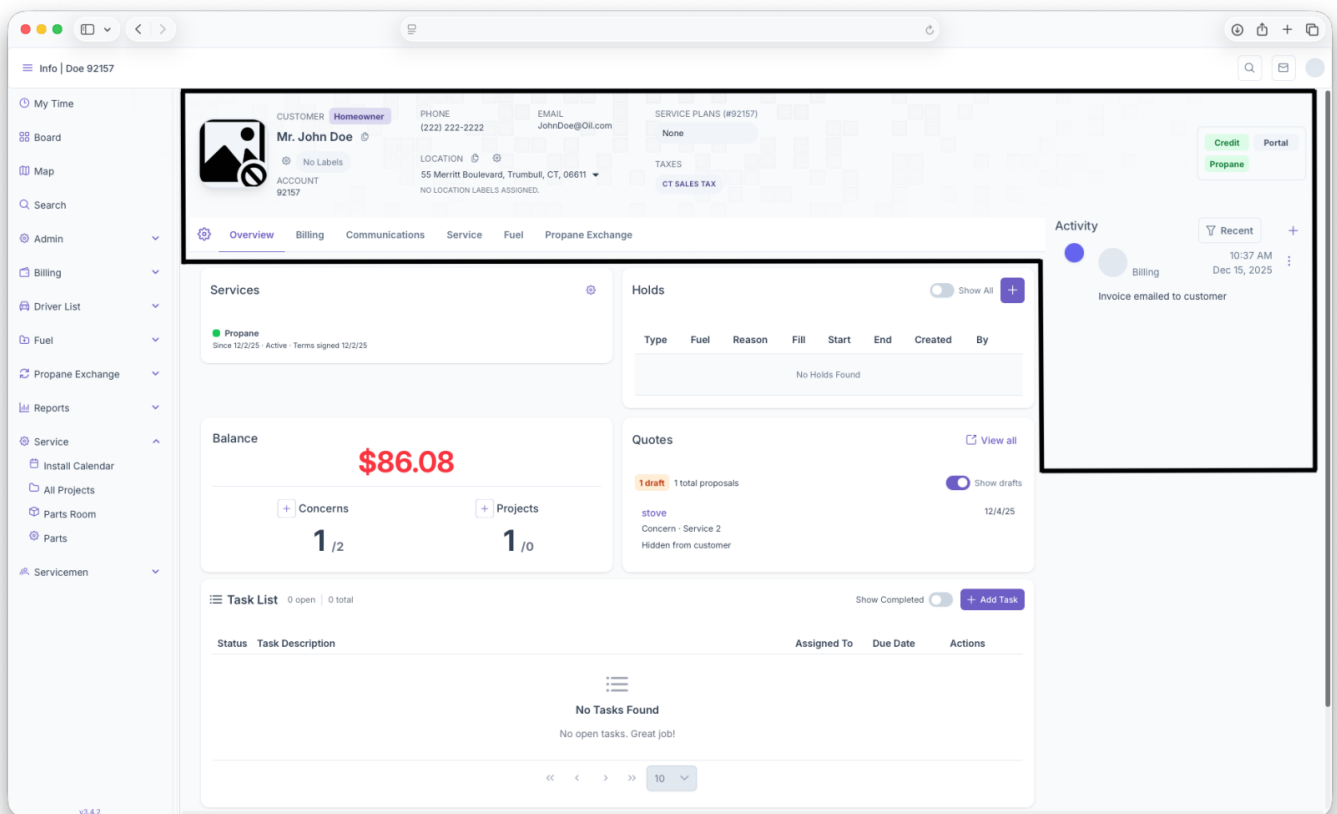 Info | Doe 92157
My Time
Board
Map
Search
Admin
Billing
Driver List
Fuel
Propane Exchange
Reports
Service
Install Calendar
All Projects
Parts Room
Parts
Servicemen
v3.4.2
CUSTOMER Homeowner
Mr. John Doe
No Labels
ACCOUNT
92157
PHONE
(222) 222-2222
EMAIL
JohnDoe@Oil.com
LOCATION
55 Merritt Boulevard, Trumbull, CT, 06611
NO LOCATION LABELS ASSIGNED.
SERVICE PLANS (#92157)
None
TAXES
CT SALES TAX
Credit Portal
Propane
Overview Billing Communications Service Fuel Propane Exchange
Activity
Recent
10:37 AM
Billing Dec 15, 2025
Invoice emailed to customer
Services
Propane
Since 12/2/25 · Active · Terms signed 12/2/25
Holds
Show All
Type Fuel Reason Fill Start End Created By
No Holds Found
Balance
$86.08
Concerns Projects
1 /2 1 /0
Quotes
View all
1 draft 1 total proposals Show drafts
stove 12/4/25
Concern · Service 2
Hidden from customer
Task List 0 open | 0 total Show Completed + Add Task
Status Task Description Assigned To Due Date Actions
No Tasks Found
No open tasks. Great job!
10